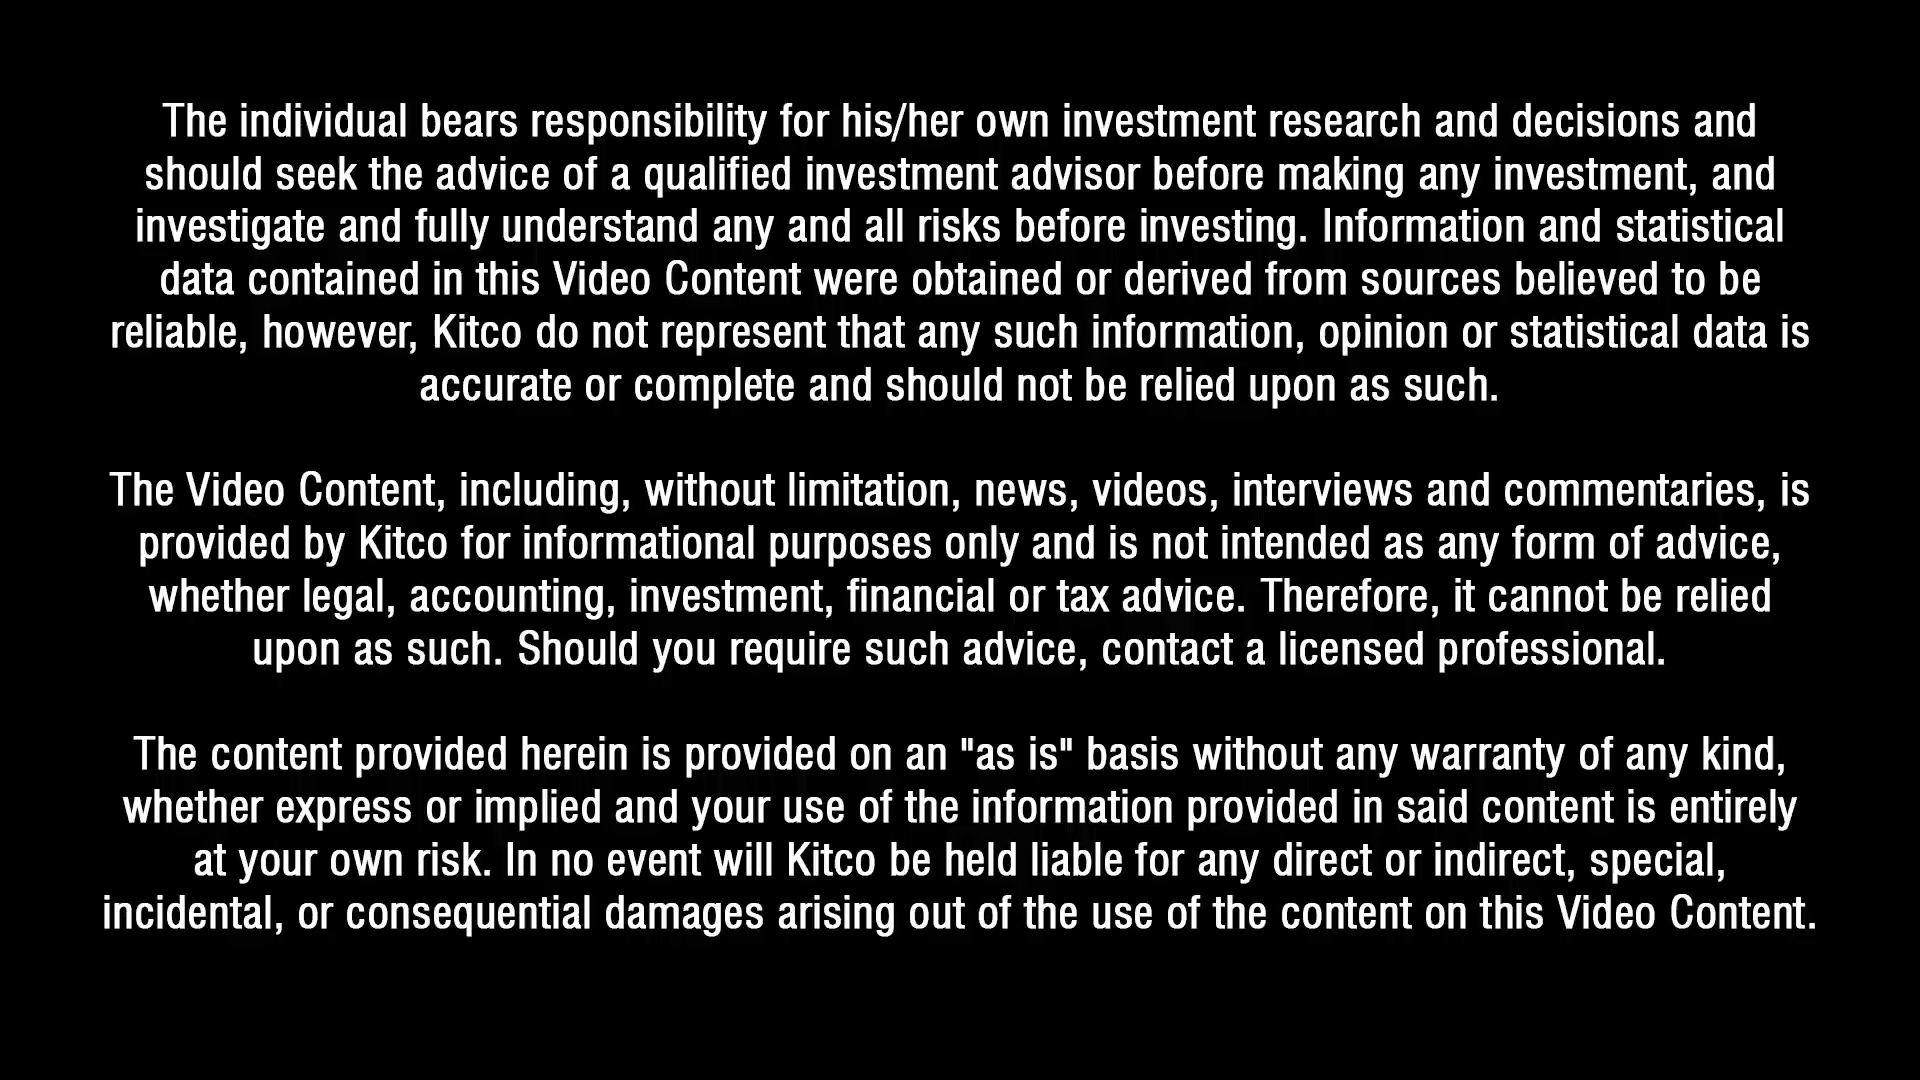 The individual bears responsibility for his/her own investment research and decisions and
should seek the advice of a qualified investment advisor before making any investment, and
investigate and fully understand any and all risks before investing. Information and statistical
data contained in this Video Content were obtained or derived from sources believed to be
reliable, however, Kitco do not represent that any such information, opinion or statistical data is
accurate or complete and should not be relied upon as such.
The Video Content, including, without limitation, news, videos, interviews and commentaries, is
provided by Kitco for informational purposes only and is not intended as any form of advice,
whether legal, accounting, investment, financial or tax advice. Therefore, it cannot be relied
upon as such. Should you require such advice, contact a licensed professional.
The content provided herein is provided on an "as is" basis without any warranty of any kind,
whether express or implied and your use of the information provided in said content is entirely
at your own risk. In no event will Kitco be held liable for any direct or indirect, special,
incidental, or consequential damages arising out of the use of the content on this Video Content.